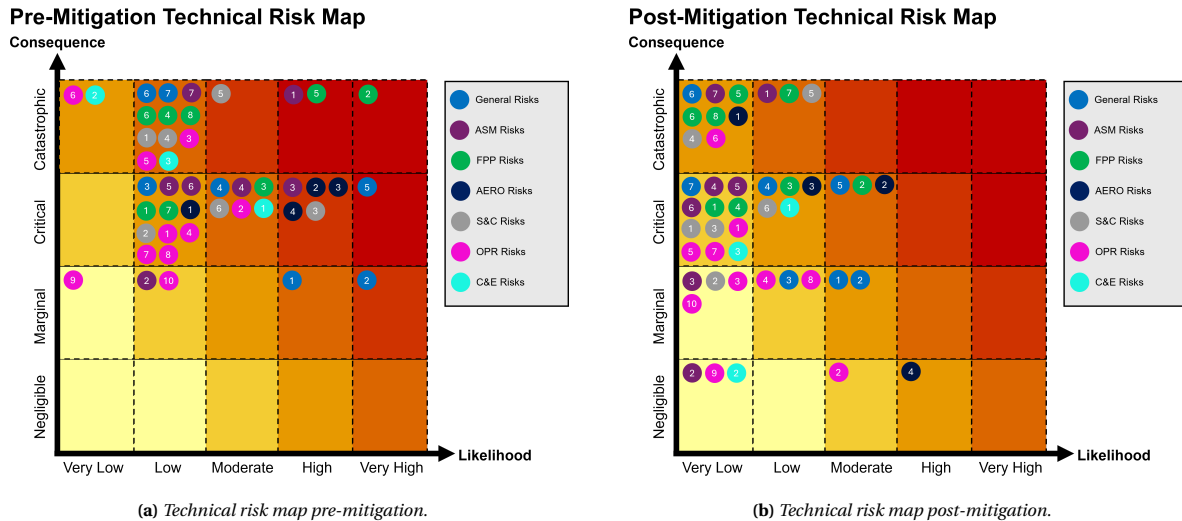 Pre-Mitigation Technical Risk Map
Consequence
Catastrophic
6 2 6 7 7 5 1 5 2
6 4 8
1 4 3
5 3
Critical
3 5 6 4 4 3 3 2 3 5
1 7 1 6 2 1 4 3
2 1 4
7 8
Marginal
9 2 10 1 2
Negligible
Very Low Low Moderate High Very High
Likelihood
General Risks
ASM Risks
FPP Risks
AERO Risks
S&C Risks
OPR Risks
C&E Risks
(a) Technical risk map pre-mitigation.
Post-Mitigation Technical Risk Map
Consequence
Catastrophic
6 7 5 1 7 5
6 8 1
4 6
Critical
7 4 5 4 3 3 5 2 2
6 1 4 6 1
1 3 1
5 7 3
Marginal
3 2 3 4 3 8 1 2
10
Negligible
2 9 2 2 4
Very Low Low Moderate High Very High
Likelihood
General Risks
ASM Risks
FPP Risks
AERO Risks
S&C Risks
OPR Risks
C&E Risks
(b) Technical risk map post-mitigation.